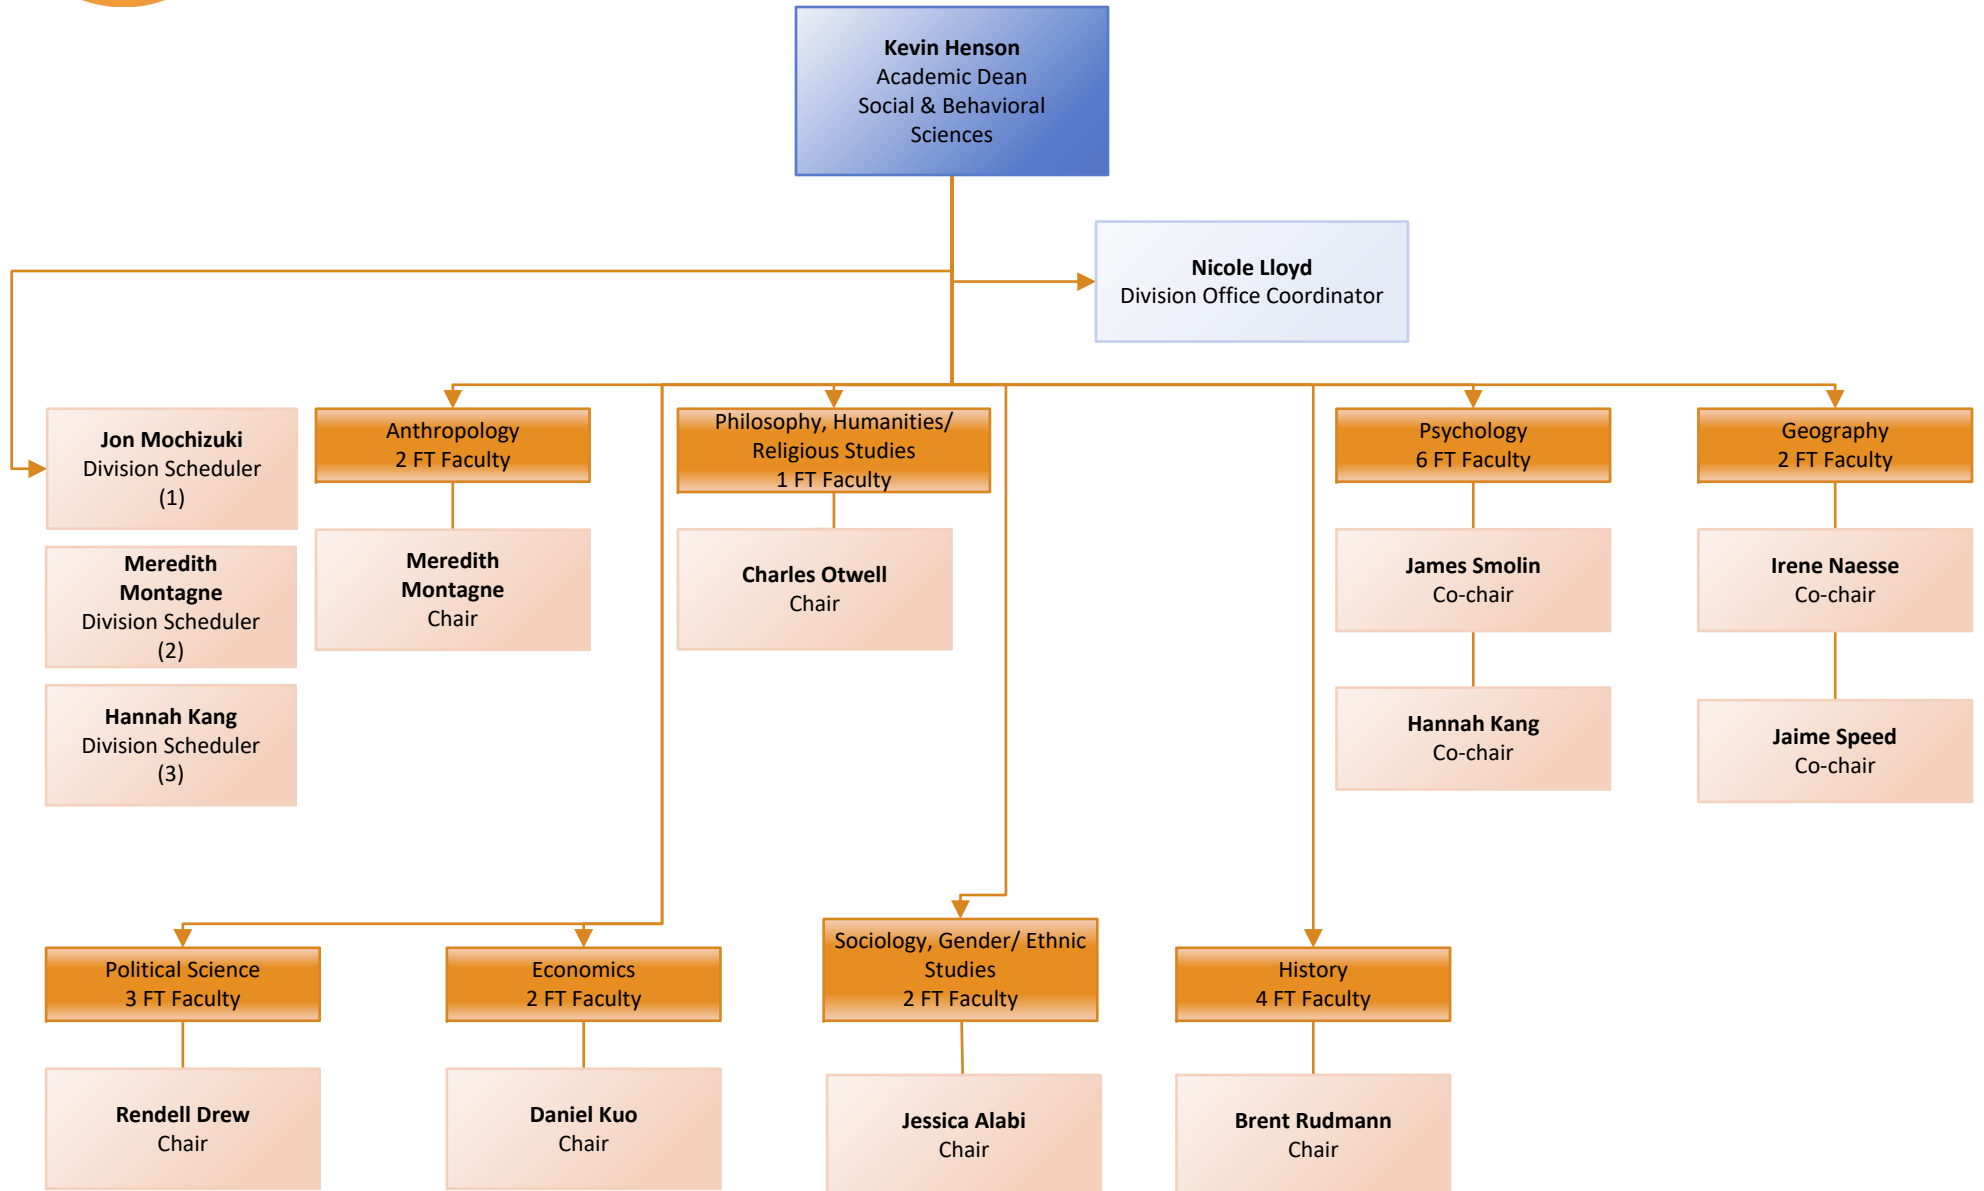 Kevin Henson
Academic Dean
Social & Behavioral
Sciences
Nicole Lloyd
Division Office Coordinator
Jon Mochizuki
Division Scheduler
(1)
Meredith
Montagne
Division Scheduler
(2)
Hannah Kang
Division Scheduler
(3)
Anthropology
2 FT Faculty
Meredith
Montagne
Chair
Philosophy, Humanities/
Religious Studies
1 FT Faculty
Charles Otwell
Chair
Psychology
6 FT Faculty
James Smolin
Co-chair
Hannah Kang
Co-chair
Geography
2 FT Faculty
Irene Naesse
Co-chair
Jaime Speed
Co-chair
Political Science
3 FT Faculty
Rendell Drew
Chair
Economics
2 FT Faculty
Daniel Kuo
Chair
Sociology, Gender/ Ethnic
Studies
2 FT Faculty
Jessica Alabi
Chair
History
4 FT Faculty
Brent Rudmann
Chair